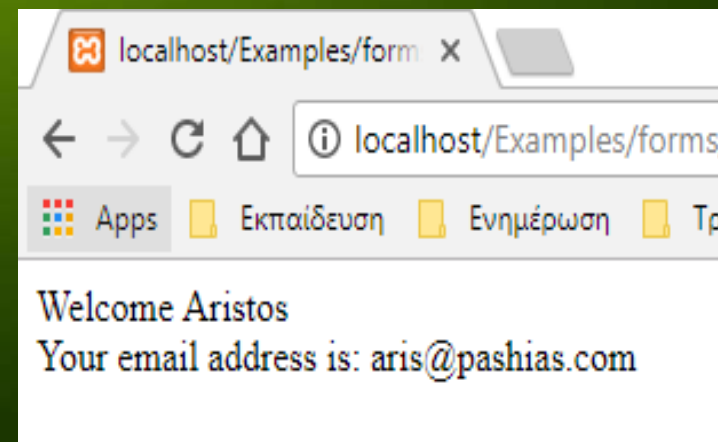 localhost/Examples/form
localhost/Examples/forms
Apps Εκπαίδευση Ενημέρωση
Welcome Aristos
Your email address is: aris@pashias.com